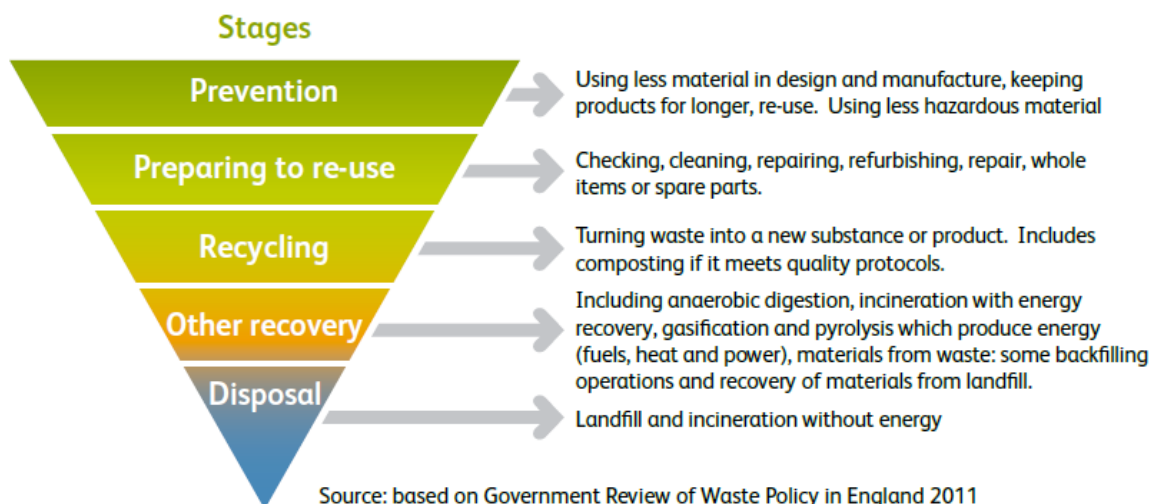 Stages
Prevention
Using less material in design and manufacture, keeping
products for longer, re-use.  Using less hazardous material
Preparing to re-use
Checking, cleaning, repairing, refurbishing, repair, whole
items or spare parts.
Recycling
Turning waste into a new substance or product.  Includes
composting if it meets quality protocols.
Other recovery
Including anaerobic digestion, incineration with energy
recovery, gasification and pyrolysis which produce energy
(fuels, heat and power), materials from waste: some backfilling
operations and recovery of materials from landfill.
Disposal
Landfill and incineration without energy
Source: based on Government Review of Waste Policy in England 2011